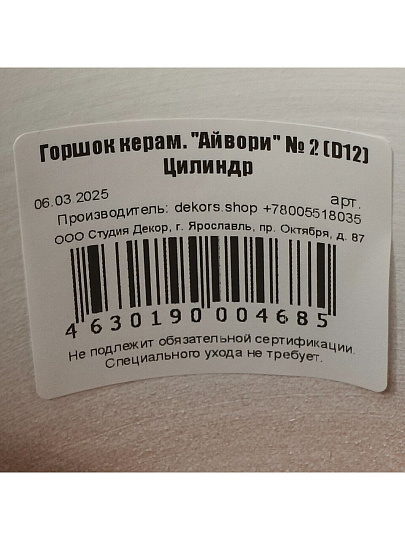 Горшок керам. "Айвори" № 2 (D12)
Цилиндр
06.03.2025 арт.
Производитель: dekors.shop +78005518035
ООО Студия Декор, г. Ярославль, пр. Октября, д. 87
4 630190 004685
Не подлежит обязательной сертификации.
Специального ухода не требует.